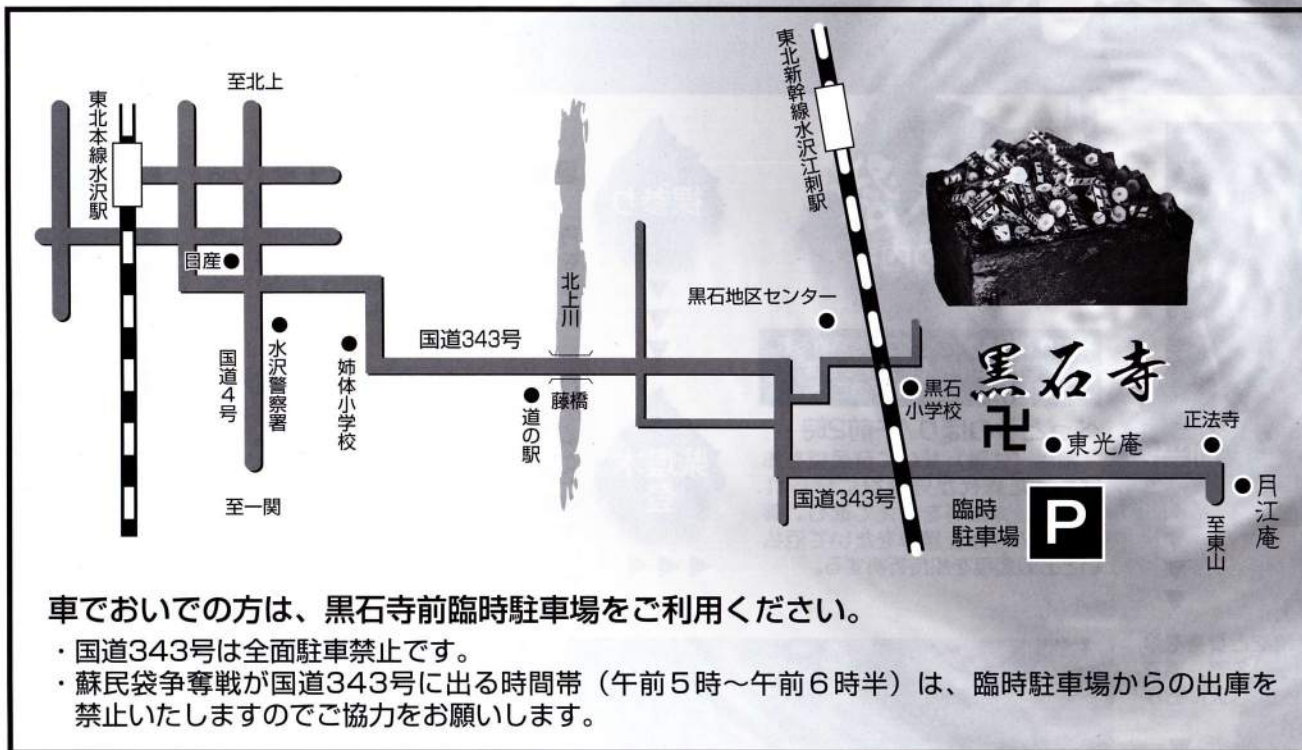 至北上
東北本線水沢駅
東北新幹線水沢江刺駅
日産
北上川
黒石地区センター
国道343号
国道4号
水沢警察署
姉体小学校
道の駅
藤橋
黒石
小学校
黒石寺
卍
東光庵
正法寺
月江庵
至一関
国道343号
臨時
駐車場
P
至東山
車でおいでの方は、黒石寺前臨時駐車場をご利用ください。
・国道343号は全面駐車禁止です。
・蘇民袋争奪戦が国道343号に出る時間帯（午前5時～午前6時半）は、臨時駐車場からの出庫を
禁止いたしますのでご協力をお願いします。